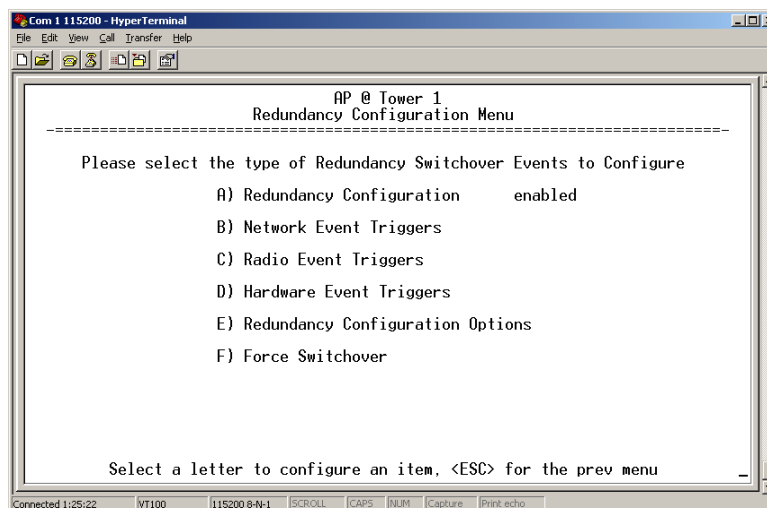 Com 1 115200 - HyperTerminal
File Edit View Call Transfer Help
AP @ Tower 1
Redundancy Configuration Menu
-==========================================================================-
Please select the type of Redundancy Switchover Events to Configure
A) Redundancy Configuration enabled
B) Network Event Triggers
C) Radio Event Triggers
D) Hardware Event Triggers
E) Redundancy Configuration Options
F) Force Switchover
Select a letter to configure an item, <ESC> for the prev menu _
Connected 1:25:22 VT100 115200 8-N-1 SCROLL CAPS NUM Capture Print echo